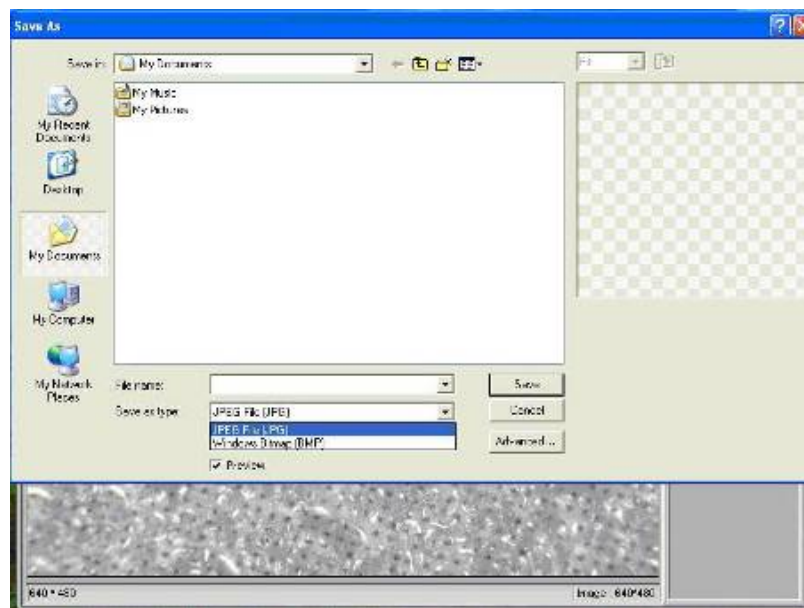 Save As
Save in:
My Documents
Fit
My Music
My Pictures
My Recent
Documents
Desktop
My Documents
My Computer
My Network
Places
File name:
Save
Save as type:
JPEG File (JPG)
Cancel
JPEG File (JPG)
Windows Bitmap (BMP)
Advanced...
Preview
640 * 480
Image : 640*480